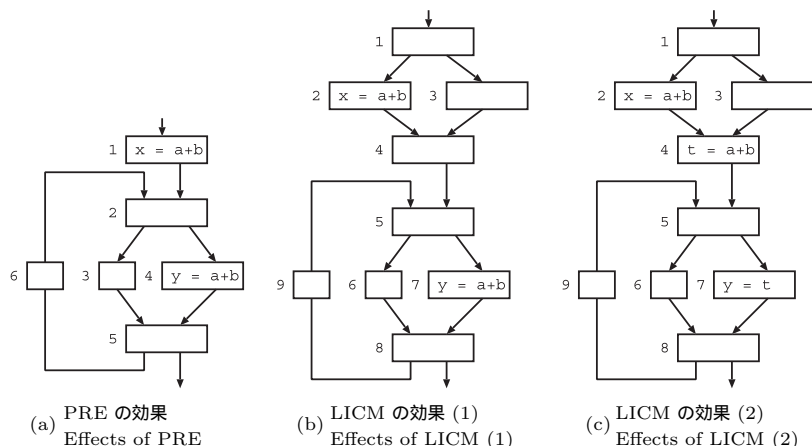 1
x = a+b
2
6
3
4
y = a+b
5
(a) PRE の効果
Effects of PRE
1
2
x = a+b
3
4
5
9
6
7
y = a+b
8
(b) LICM の効果 (1)
Effects of LICM (1)
1
2
x = a+b
3
4
t = a+b
5
9
6
7
y = t
8
(c) LICM の効果 (2)
Effects of LICM (2)